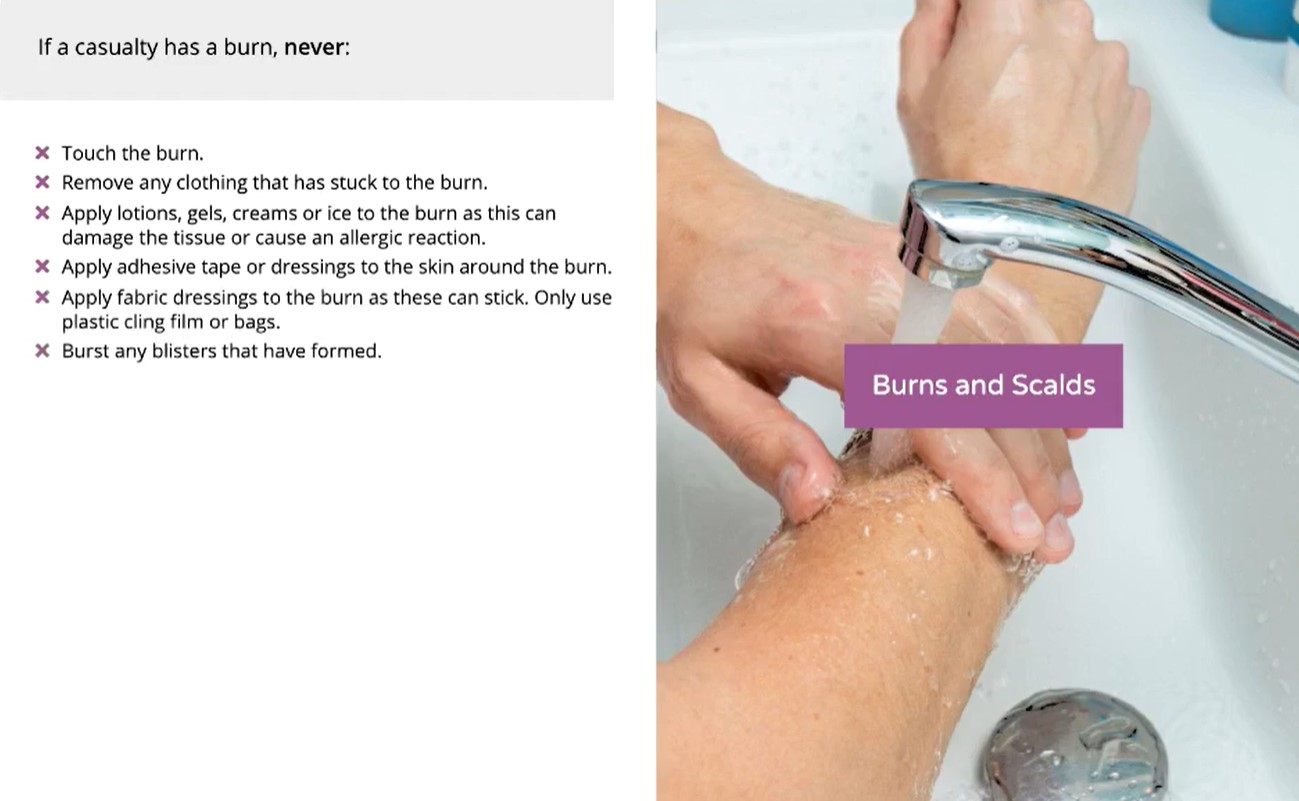 If a casualty has a burn, never:
✕ Touch the burn.
✕ Remove any clothing that has stuck to the burn.
✕ Apply lotions, gels, creams or ice to the burn as this can
damage the tissue or cause an allergic reaction.
✕ Apply adhesive tape or dressings to the skin around the burn.
✕ Apply fabric dressings to the burn as these can stick. Only use
plastic cling film or bags.
✕ Burst any blisters that have formed.
Burns and Scalds